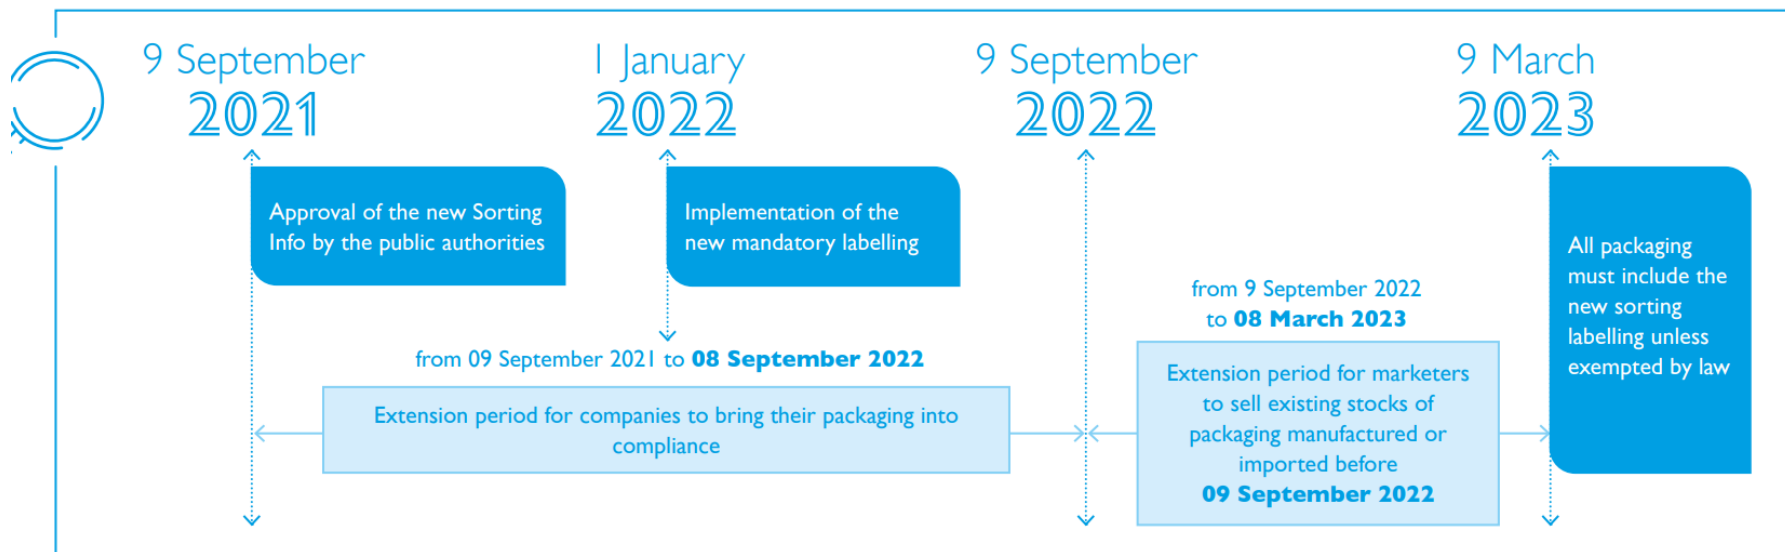 9 September
2021
1 January
2022
9 September
2022
9 March
2023
Approval of the new Sorting
Info by the public authorities
Implementation of the
new mandatory labelling
from 09 September 2021 to 08 September 2022
Extension period for companies to bring their packaging into
compliance
from 9 September 2022
to 08 March 2023
Extension period for marketers
to sell existing stocks of
packaging manufactured or
imported before
09 September 2022
All packaging
must include the
new sorting
labelling unless
exempted by law